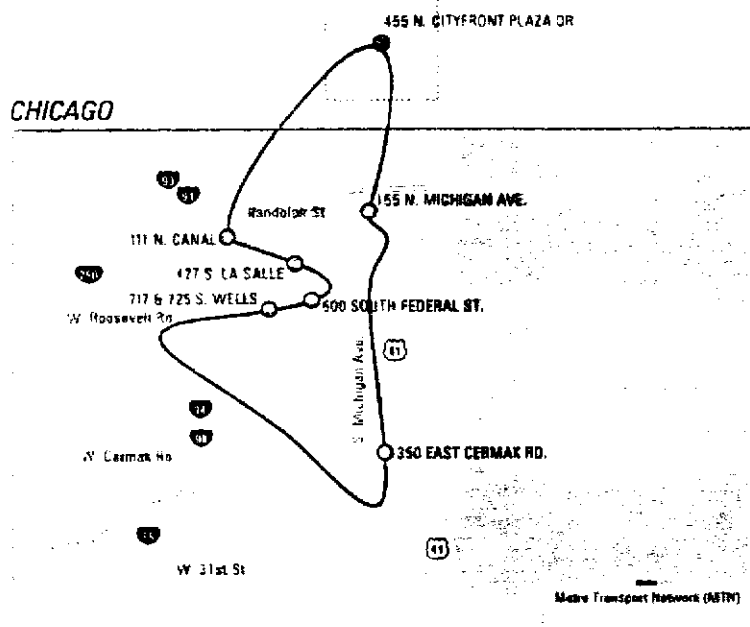 455 N. CITYFRONT PLAZA DR
CHICAGO
Randolph St
155 N. MICHIGAN AVE.
111 N. CANAL
427 S. LA SALLE
717 & 725 S. WELLS
600 SOUTH FEDERAL ST.
W. Roosevelt Rd
41
S. Michigan Ave.
94
W. Cermak Rd
350 EAST CERMAK RD.
41
W. 31st St
Metro Transport Network (MTN)